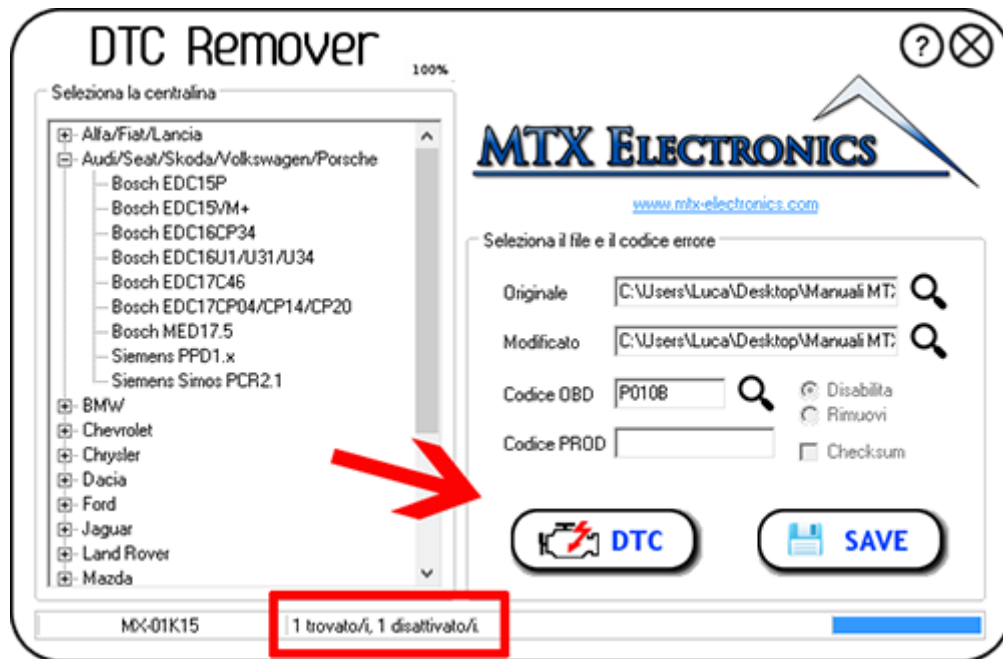 DTC Remover
100%
Seleziona la centralina
Alfa/Fiat/Lancia
Audi/Seat/Skoda/Volkswagen/Porsche
Bosch EDC15P
Bosch EDC15VM+
Bosch EDC16CP34
Bosch EDC16U1/U31/U34
Bosch EDC17C46
Bosch EDC17CP04/CP14/CP20
Bosch MED17.5
Siemens PPD1.x
Siemens Simos PCR2.1
BMW
Chevrolet
Chrysler
Dacia
Ford
Jaguar
Land Rover
Mazda
?
MTX ELECTRONICS
www.mtx-electronics.com
Seleziona il file e il codice errore
Originale C:\Users\Luca\Desktop\Manuali MT
Modificato C:\Users\Luca\Desktop\Manuali MT
Codice OBD P010B
Disabilita
Rimuovi
Codice PROD
Checksum
DTC
SAVE
MX-01K15
1 trovato/i, 1 disattivato/i.